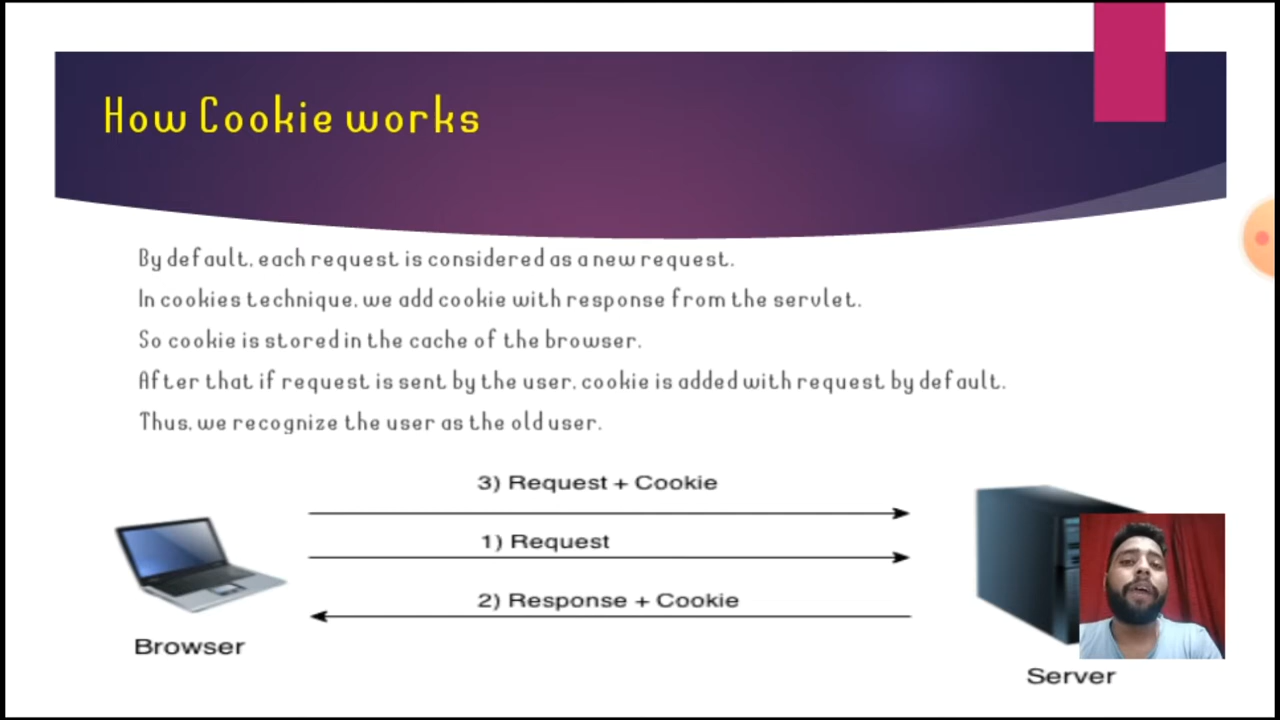 How Cookie works
By default, each request is considered as a new request.
In cookies technique, we add cookie with response from the servlet.
So cookie is stored in the cache of the browser.
After that if request is sent by the user, cookie is added with request by default.
Thus, we recognize the user as the old user.
3) Request + Cookie
1) Request
2) Response + Cookie
Browser
Server